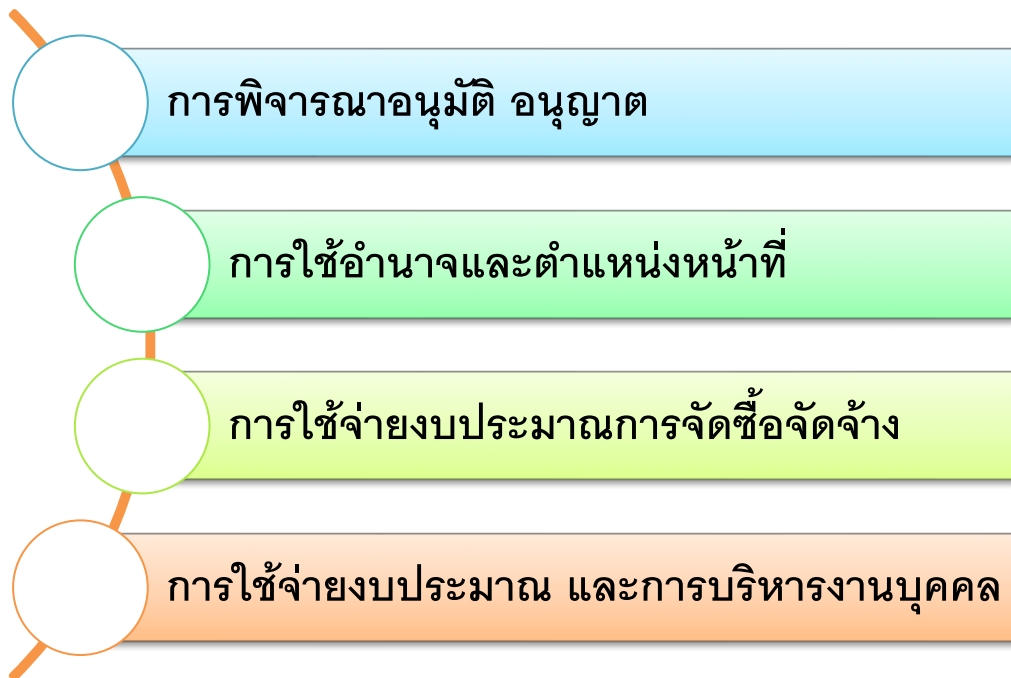 การพิจารณาอนุมัติ อนุญาต
การใช้อำนาจและตำแหน่งหน้าที่
การใช้จ่ายงบประมาณการจัดซื้อจัดจ้าง
การใช้จ่ายงบประมาณ และการบริหารงานบุคคล